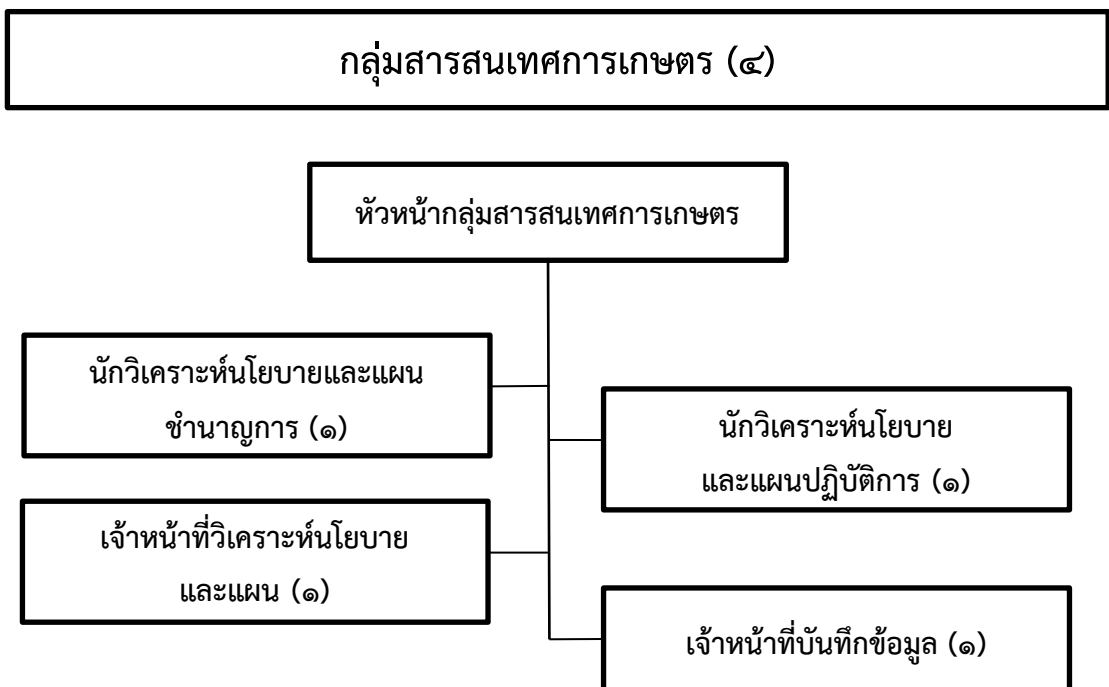 กลุ่มสารสนเทศการเกษตร (๔)
หัวหน้ากลุ่มสารสนเทศการเกษตร
นักวิเคราะห์นโยบายและแผน
ชำนาญการ (๑)
นักวิเคราะห์นโยบาย
และแผนปฏิบัติการ (๑)
เจ้าหน้าที่วิเคราะห์นโยบาย
และแผน (๑)
เจ้าหน้าที่บันทึกข้อมูล (๑)